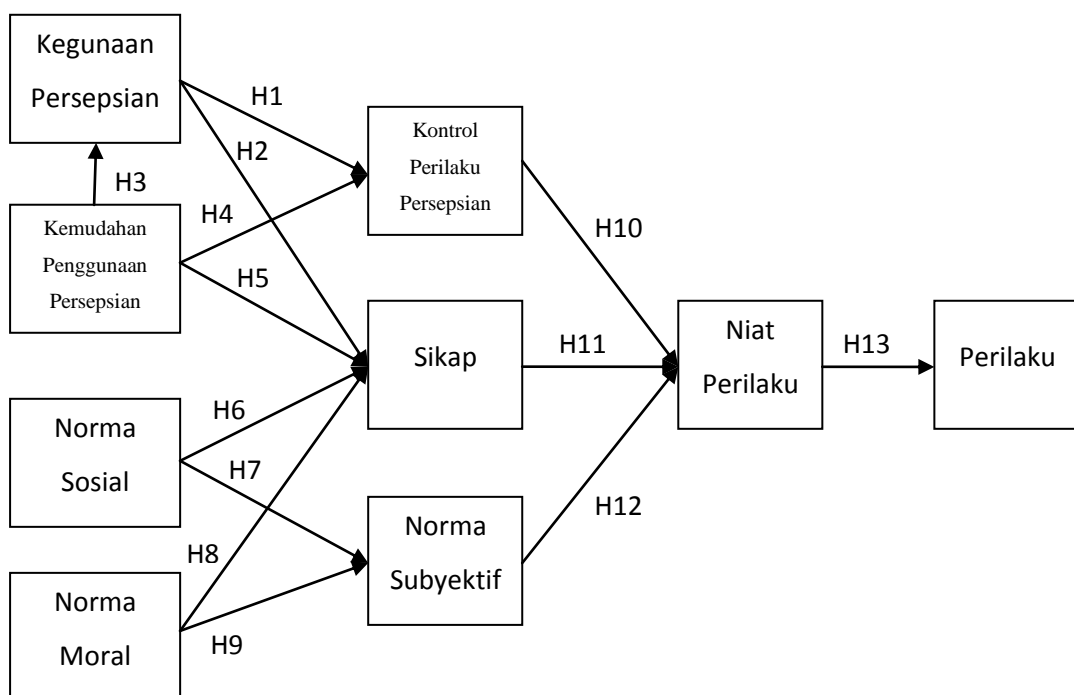 Kegunaan
Persepsian
H1
H2
H3
Kemudahan
Penggunaan
Persepsian
H4
H5
Kontrol
Perilaku
Persepsian
H10
Sikap
H11
Niat
Perilaku
H13
Perilaku
Norma
Sosial
H6
H7
H8
Norma
Subyektif
H12
Norma
Moral
H9